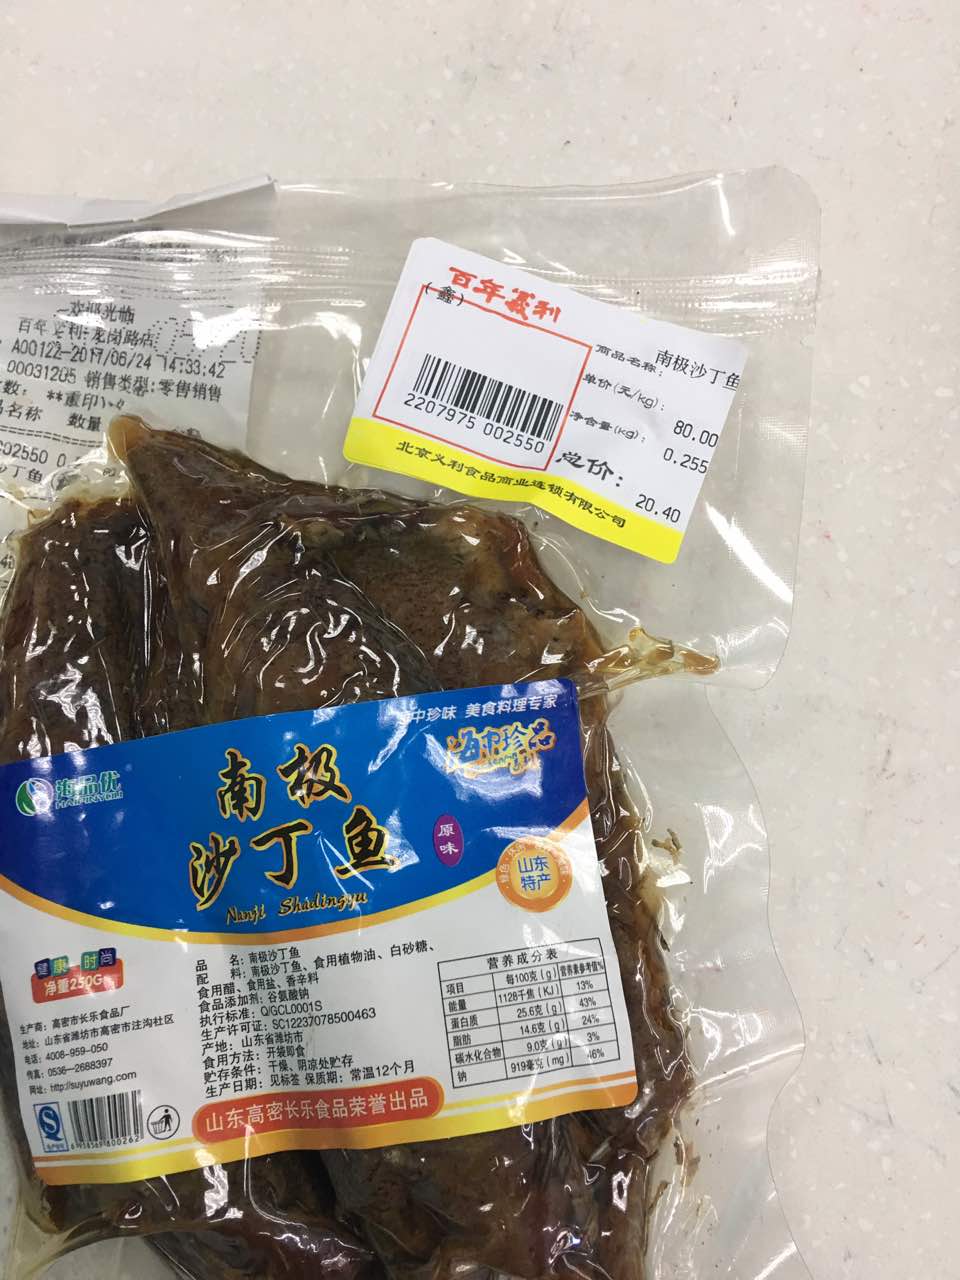 欢迎光临
百年义利:龙岗路店
A00122-2017/06/24 14:33:42
00031205 销售类型:零售销售
**重印
名称 数量
02550 0.
沙丁鱼
百年义利
(鑫)
商品名称: 南极沙丁鱼
单价(元/kg): 80.00
净含量(kg): 0.255
总价: 20.40
2207975 002550
北京义利食品商业连锁有限公司
中珍味 美食料理专家
海中珍品
海品优
HAIPINYOU
南极
沙丁鱼
原味
Nanji Shadingyu
山东
特产
健康 时尚
净重250G
生产商: 高密市长乐食品厂
地址: 山东省潍坊市高密市注沟社区
电话: 4008-959-050
传真: 0536-2688397
网址: http://suyuwang.com
6958569600262
品 名: 南极沙丁鱼
配 料: 南极沙丁鱼、食用植物油、白砂糖、
食用醋、食用盐、香辛料
食品添加剂: 谷氨酸钠
执行标准: Q/GCL0001S
生产许可证: SC12237078500463
产地: 山东省潍坊市
食用方法: 开袋即食
贮存条件: 干燥、阴凉处贮存
生产日期: 见标签 保质期: 常温12个月
山东高密长乐食品荣誉出品
营养成分表
项目 每100克(g) 营养素参考值%
能量 1128千焦(KJ) 13%
蛋白质 25.6克(g) 43%
脂肪 14.6克(g) 24%
碳水化合物 9.0克(g) 3%
钠 919毫克(mg) 46%